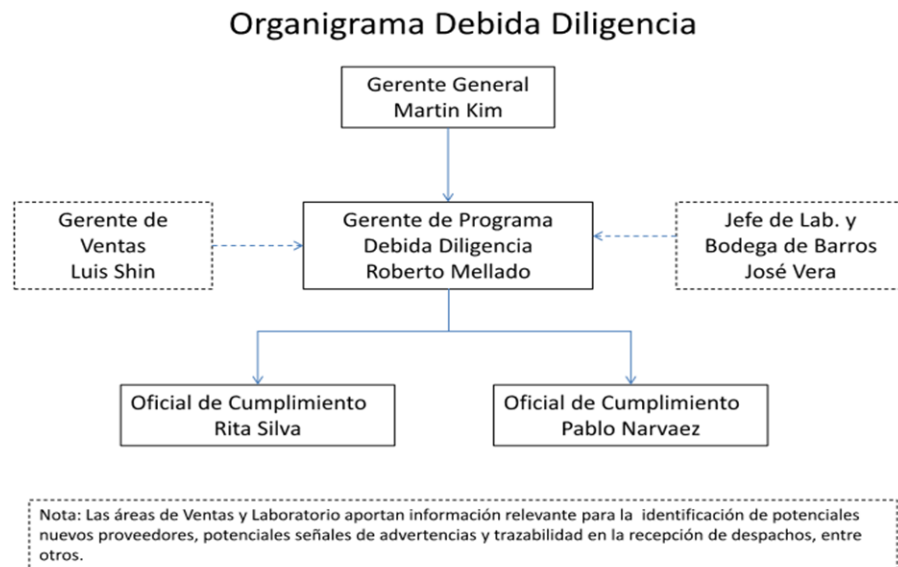 Organigrama Debida Diligencia
Gerente General
Martin Kim
Gerente de
Ventas
Luis Shin
Gerente de Programa
Debida Diligencia
Roberto Mellado
Jefe de Lab. y
Bodega de Barros
José Vera
Oficial de Cumplimiento
Rita Silva
Oficial de Cumplimiento
Pablo Narvaez
Nota: Las áreas de Ventas y Laboratorio aportan información relevante para la identificación de potenciales
nuevos proveedores, potenciales señales de advertencias y trazabilidad en la recepción de despachos, entre
otros.